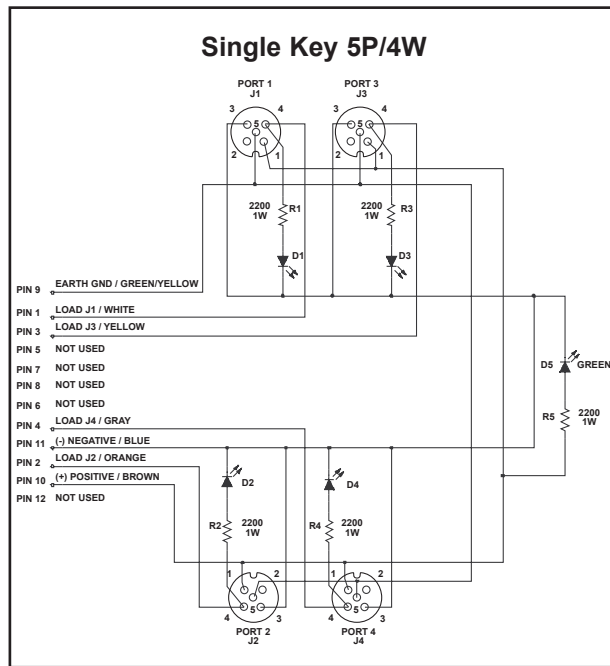 Single Key 5P/4W
PORT 1 PORT 3
J1 J3
3 4 3 4
5 5
2 1 2 1
2200 R1 2200 R3
1W 1W
D1 D3
PIN 9 EARTH GND / GREEN/YELLOW
PIN 1 LOAD J1 / WHITE
PIN 3 LOAD J3 / YELLOW
PIN 5 NOT USED
PIN 7 NOT USED
PIN 8 NOT USED
PIN 6 NOT USED
PIN 4 LOAD J4 / GRAY
PIN 11 (-) NEGATIVE / BLUE
PIN 2 LOAD J2 / ORANGE
PIN 10 (+) POSITIVE / BROWN
PIN 12 NOT USED
D5 GREEN
R5 2200
1W
D2 D4
R2 2200 R4 2200
1W 1W
1 2 1 2
5 5
4 3 4 3
PORT 2 PORT 4
J2 J4